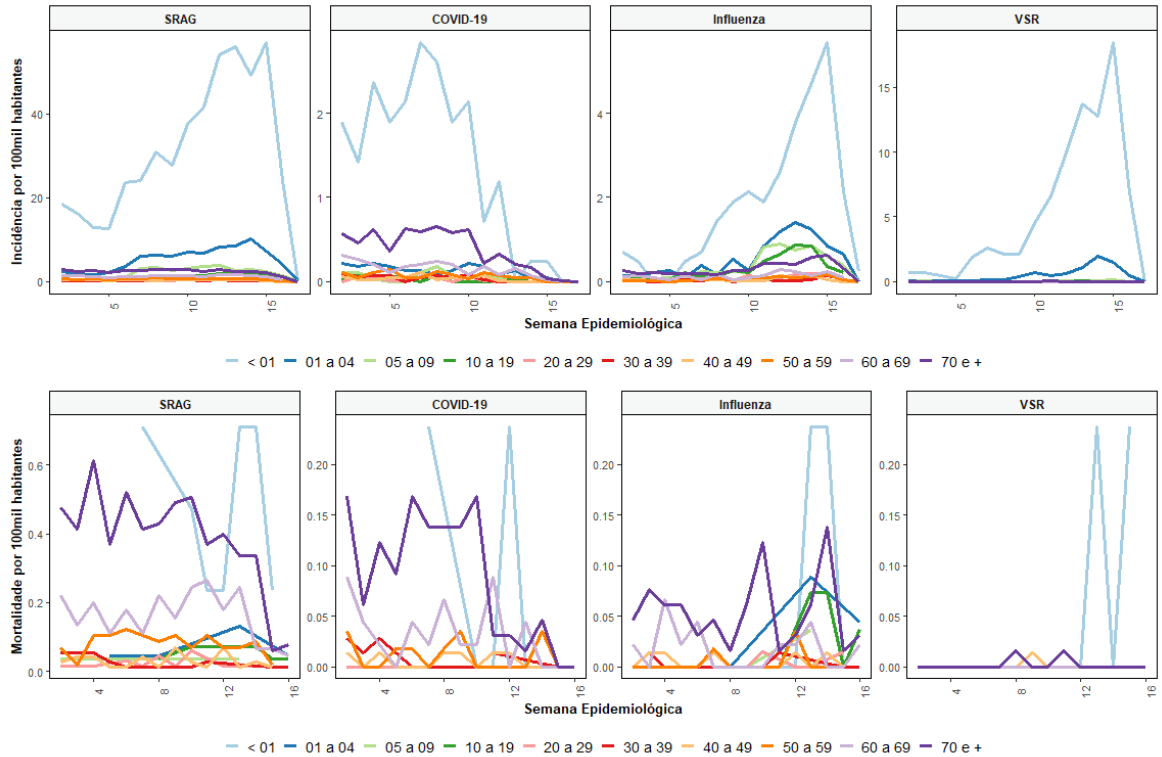 SRAG COVID-19 Influenza VSR
Incidência por 100mil habitantes
40
20
0
5 10 15
2
1
0
5 10 15
4
2
0
5 10 15
15
10
5
0
5 10 15
Semana Epidemiológica
< 01 01 a 04 05 a 09 10 a 19 20 a 29 30 a 39 40 a 49 50 a 59 60 a 69 70 e +
SRAG COVID-19 Influenza VSR
Mortalidade por 100mil habitantes
0.6
0.4
0.2
0.0
4 8 12 16
0.20
0.15
0.10
0.05
0.00
4 8 12 16
0.20
0.15
0.10
0.05
0.00
4 8 12 16
0.20
0.15
0.10
0.05
0.00
4 8 12 16
Semana Epidemiológica
< 01 01 a 04 05 a 09 10 a 19 20 a 29 30 a 39 40 a 49 50 a 59 60 a 69 70 e +